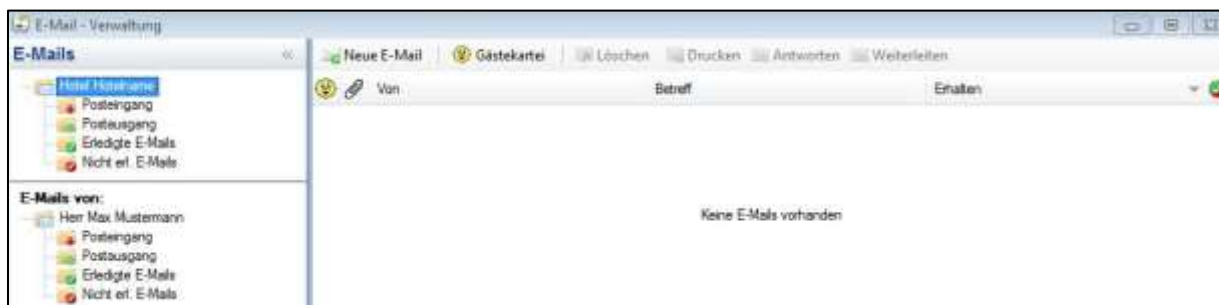 E-Mail - Verwaltung
E-Mails
Hotel Hotelname
Posteingang
Postausgang
Erledigte E-Mails
Nicht erl. E-Mails
E-Mails von:
Herr Max Mustermann
Posteingang
Postausgang
Erledigte E-Mails
Nicht erl. E-Mails
Neue E-Mail Gästekartei Löschen Drucken Antworten Weiterleiten
Von Betreff Erhalten
Keine E-Mails vorhanden